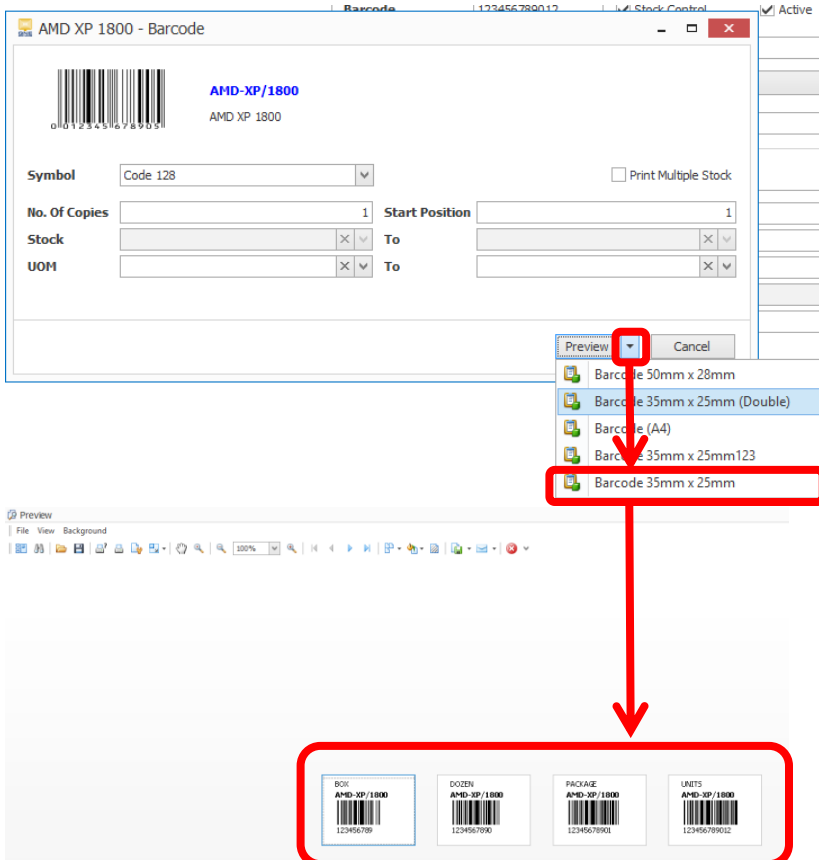 Barcode 123456789012 Stock Control Active
AMD XP 1800 - Barcode
AMD-XP/1800
AMD XP 1800
0 012345 678905
Symbol Code 128 Print Multiple Stock
No. Of Copies 1 Start Position 1
Stock To
UOM To
Preview Cancel
Barcode 50mm x 28mm
Barcode 35mm x 25mm (Double)
Barcode (A4)
Barcode 35mm x 25mm123
Barcode 35mm x 25mm
Preview
File View Background
100%
BOX
AMD-XP/1800
123456789
DOZEN
AMD-XP/1800
1234567890
PACKAGE
AMD-XP/1800
12345678901
UNITS
AMD-XP/1800
123456789012